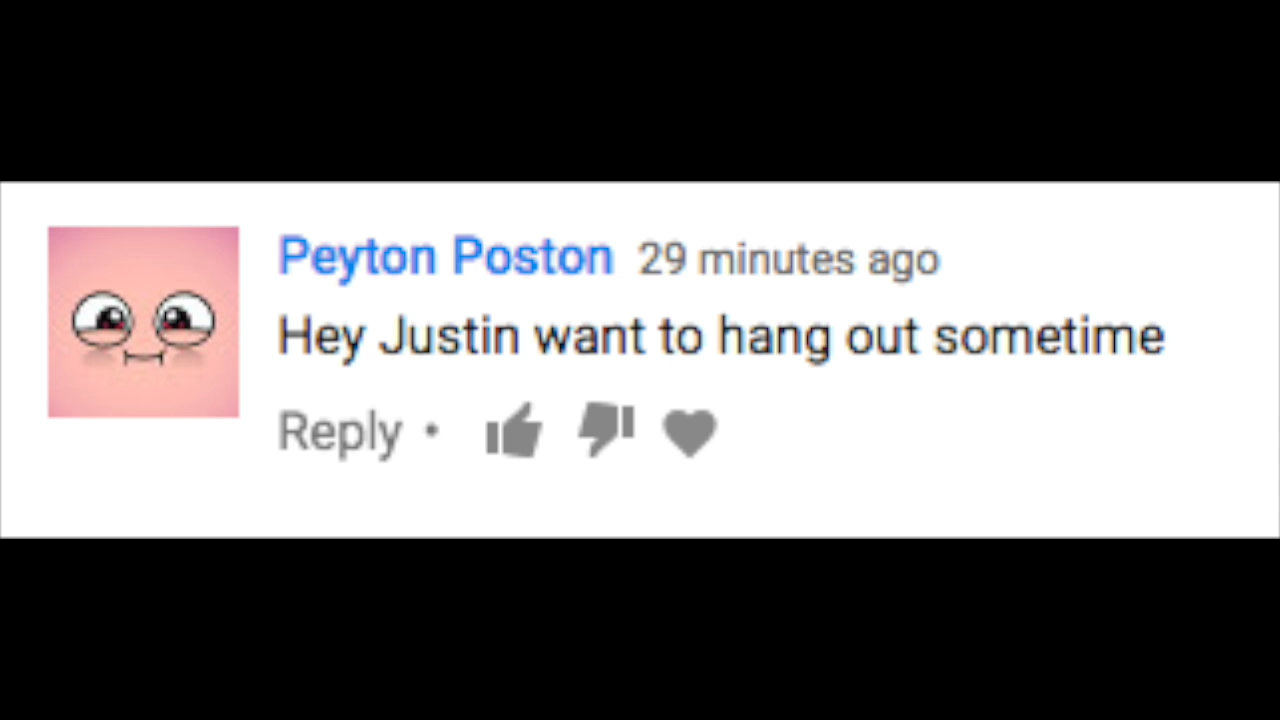 Peyton Poston 29 minutes ago
Hey Justin want to hang out sometime
Reply •